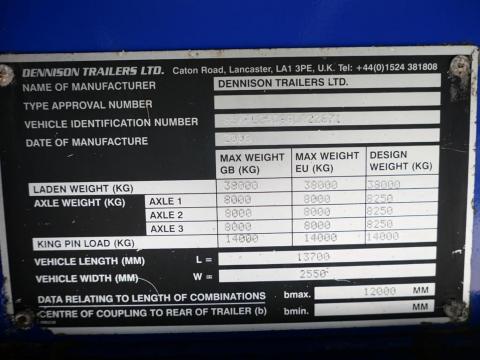 DENNISON TRAILERS LTD. Caton Road, Lancaster, LA1 3PE, U.K. Tel: +44(0)1524 381808
NAME OF MANUFACTURER DENNISON TRAILERS LTD.
TYPE APPROVAL NUMBER
VEHICLE IDENTIFICATION NUMBER
DATE OF MANUFACTURE
MAX WEIGHT GB (KG) MAX WEIGHT EU (KG) DESIGN WEIGHT (KG)
LADEN WEIGHT (KG) 38000 38000 38000
AXLE WEIGHT (KG) AXLE 1 8000 8000 8250
AXLE 2 8000 8000 8250
AXLE 3 8000 8000 8250
KING PIN LOAD (KG) 14000 14000 14000
VEHICLE LENGTH (MM) L = 13700
VEHICLE WIDTH (MM) W = 2550
DATA RELATING TO LENGTH OF COMBINATIONS bmax. 12000 MM
CENTRE OF COUPLING TO REAR OF TRAILER (b) bmin. MM